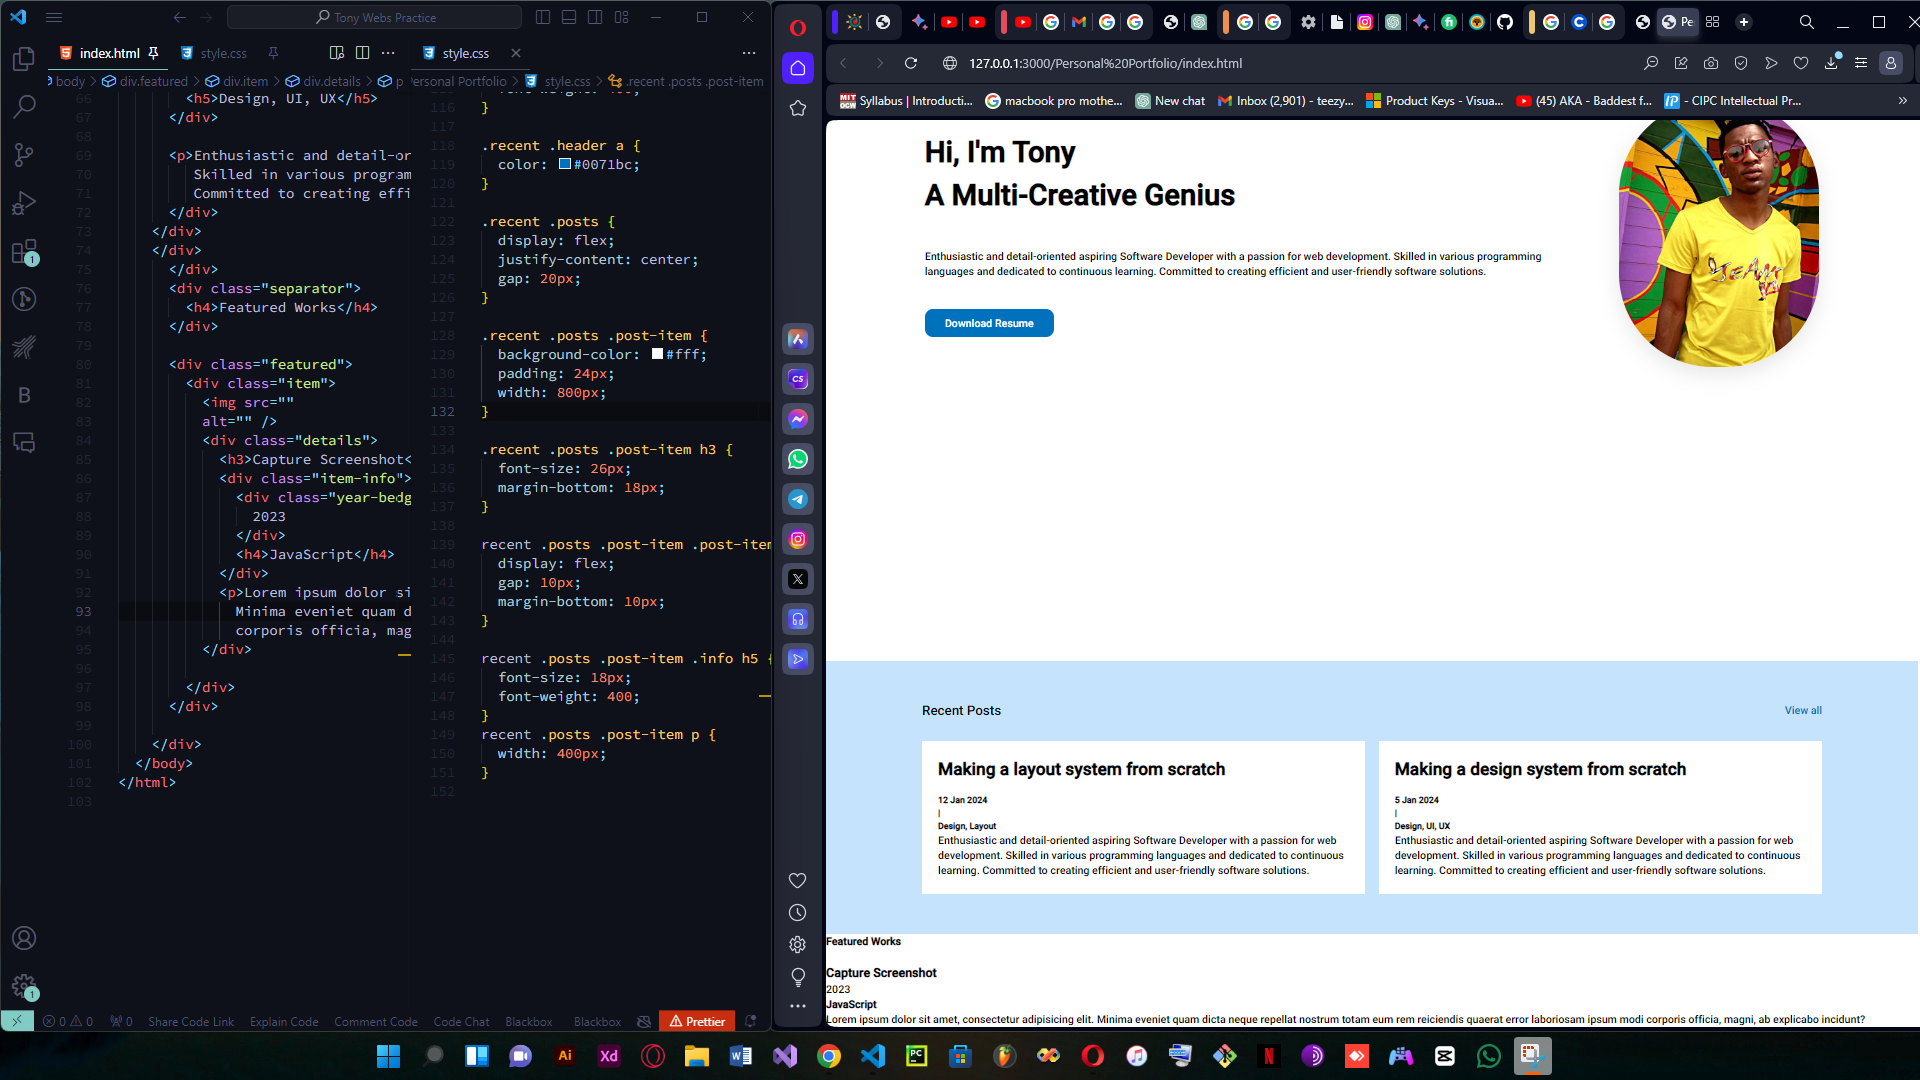 Tony Webs Practice
index.html
style.css
style.css
body > div.featured > div.item > div.details > p
ersonal Portfolio > style.css > .recent .posts .post-item
66 <h5>Design, UI, UX</h5>
67 </div>
68
69 <p>Enthusiastic and detail-or
70 Skilled in various program
71 Committed to creating effi
72 </div>
73 </div>
74 </div>
75 </div>
76 <div class="separator">
77 <h4>Featured Works</h4>
78 </div>
79
80 <div class="featured">
81 <div class="item">
82 <img src=""
83 alt="" />
84 <div class="details">
85 <h3>Capture Screenshot<
86 <div class="item-info">
87 <div class="year-bedg
88 2023
89 </div>
90 <h4>JavaScript</h4>
91 </div>
92 <p>Lorem ipsum dolor si
93 Minima eveniet quam d
94 corporis officia, mag
95 </div>
96
97 </div>
98 </div>
99
100 </div>
101 </body>
102 </html>
103
116 }
117
118 .recent .header a {
119 color: #0071bc;
120 }
121
122 .recent .posts {
123 display: flex;
124 justify-content: center;
125 gap: 20px;
126 }
127
128 .recent .posts .post-item {
129 background-color: #fff;
130 padding: 24px;
131 width: 800px;
132 }
133
134 .recent .posts .post-item h3 {
135 font-size: 26px;
136 margin-bottom: 18px;
137 }
138
139 recent .posts .post-item .post-item
140 display: flex;
141 gap: 10px;
142 margin-bottom: 10px;
143 }
144
145 recent .posts .post-item .info h5 {
146 font-size: 18px;
147 font-weight: 400;
148 }
149 recent .posts .post-item p {
150 width: 400px;
151 }
152
B
1
1
0 0 0 Share Code Link Explain Code Comment Code Code Chat Blackbox Blackbox Prettier
Pe
127.0.0.1:3000/Personal%20Portfolio/index.html
MIT OCW Syllabus | Introducti... macbook pro mothe... New chat Inbox (2,901) - teezy... Product Keys - Visua... (45) AKA - Baddest f... IP - CIPC Intellectual Pr... »
CS
Hi, I'm Tony
A Multi-Creative Genius
Enthusiastic and detail-oriented aspiring Software Developer with a passion for web development. Skilled in various programming
languages and dedicated to continuous learning. Committed to creating efficient and user-friendly software solutions.
Download Resume
Recent Posts
View all
Making a layout system from scratch
12 Jan 2024
|
Design, Layout
Enthusiastic and detail-oriented aspiring Software Developer with a passion for web
development. Skilled in various programming languages and dedicated to continuous
learning. Committed to creating efficient and user-friendly software solutions.
Making a design system from scratch
5 Jan 2024
|
Design, UI, UX
Enthusiastic and detail-oriented aspiring Software Developer with a passion for web
development. Skilled in various programming languages and dedicated to continuous
learning. Committed to creating efficient and user-friendly software solutions.
Featured Works
Capture Screenshot
2023
JavaScript
Lorem ipsum dolor sit amet, consectetur adipisicing elit. Minima eveniet quam dicta neque repellat nostrum totam eum rem reiciendis quaerat error laboriosam ipsum modi corporis officia, magni, ab explicabo incidunt?
Ai Xd W PC N